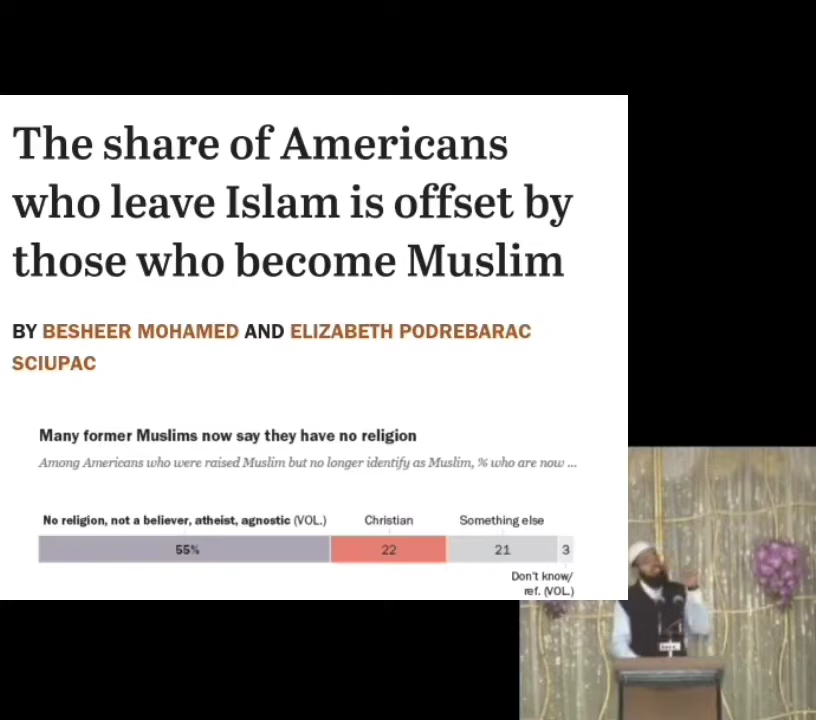 The share of Americans
who leave Islam is offset by
those who become Muslim
BY BESHEER MOHAMED AND ELIZABETH PODREBARAC
SCIUPAC
Many former Muslims now say they have no religion
Among Americans who were raised Muslim but no longer identify as Muslim, % who are now ...
No religion, not a believer, atheist, agnostic (VOL.) Christian Something else
55% 22 21 3
Don't know/
ref. (VOL.)